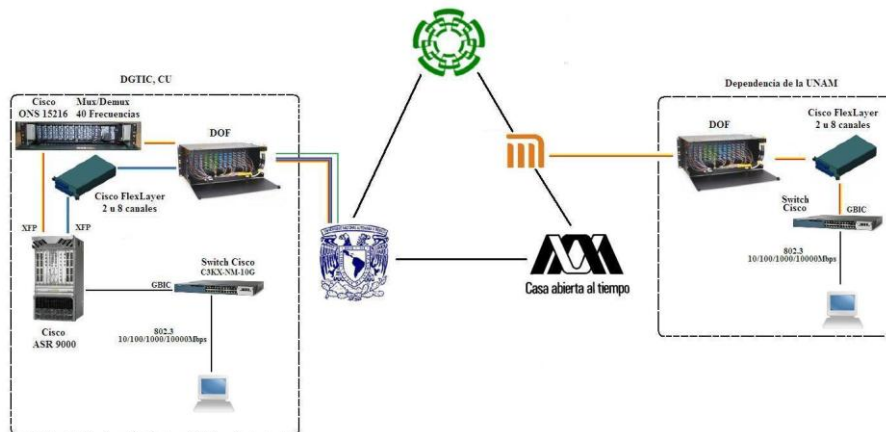 DGTIC, CU
Cisco
ONS 15216
Mux/Demux
40 Frecuencias
DOF
Cisco FlexLayer
2 u 8 canales
XFP
XFP
Switch Cisco
C3KX-NM-10G
GBIC
Cisco
ASR 9000
802.3
10/100/1000/10000Mbps
Casa abierta al tiempo
Dependencia de la UNAM
DOF
Cisco FlexLayer
2 u 8 canales
Switch
Cisco
GBIC
802.3
10/100/1000/10000Mbps